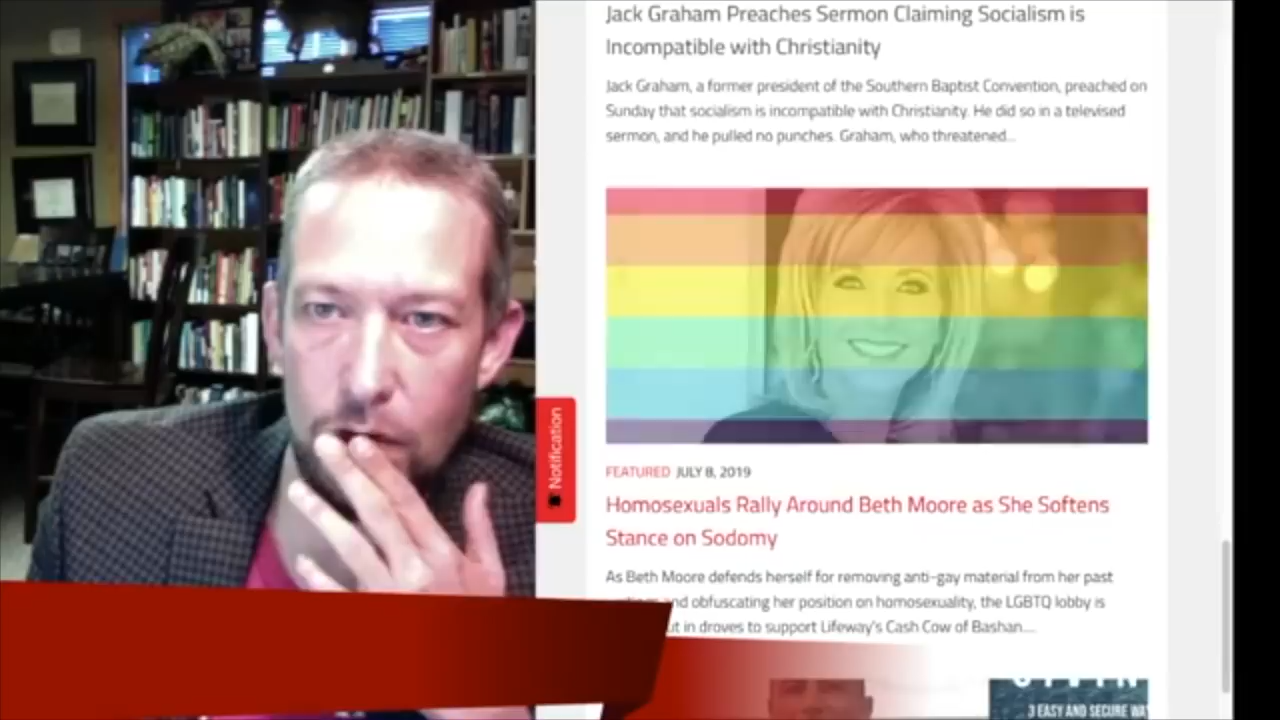 Jack Graham Preaches Sermon Claiming Socialism is
Incompatible with Christianity
Jack Graham, a former president of the Southern Baptist Convention, preached on
Sunday that socialism is incompatible with Christianity. He did so in a televised
sermon, and he pulled no punches. Graham, who threatened...
Notification
FEATURED JULY 8, 2019
Homosexuals Rally Around Beth Moore as She Softens
Stance on Sodomy
As Beth Moore defends herself for removing anti-gay material from her past
and obfuscating her position on homosexuality, the LGBTQ lobby is
in droves to support Lifeway's Cash Cow of Bashan....
3 EASY AND SECURE